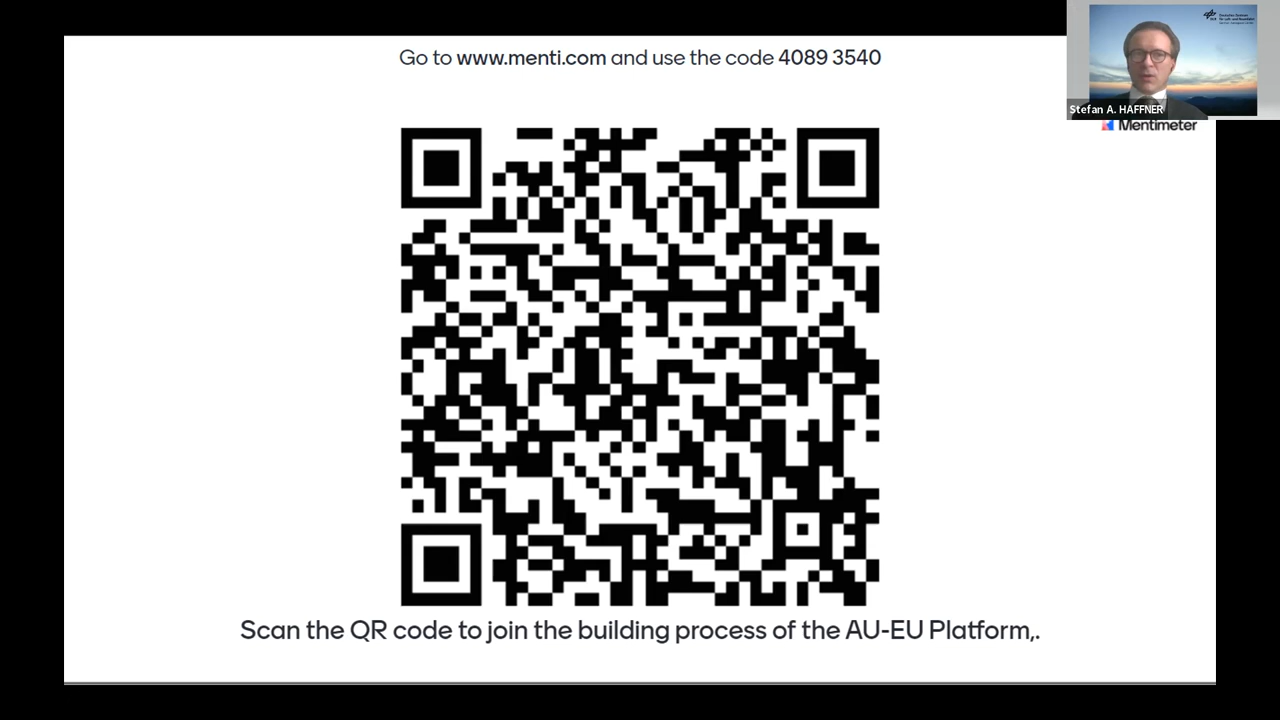 Go to www.menti.com and use the code 4089 3540
Stefan A. HAFFNER
Mentimeter
Scan the QR code to join the building process of the AU-EU Platform,.